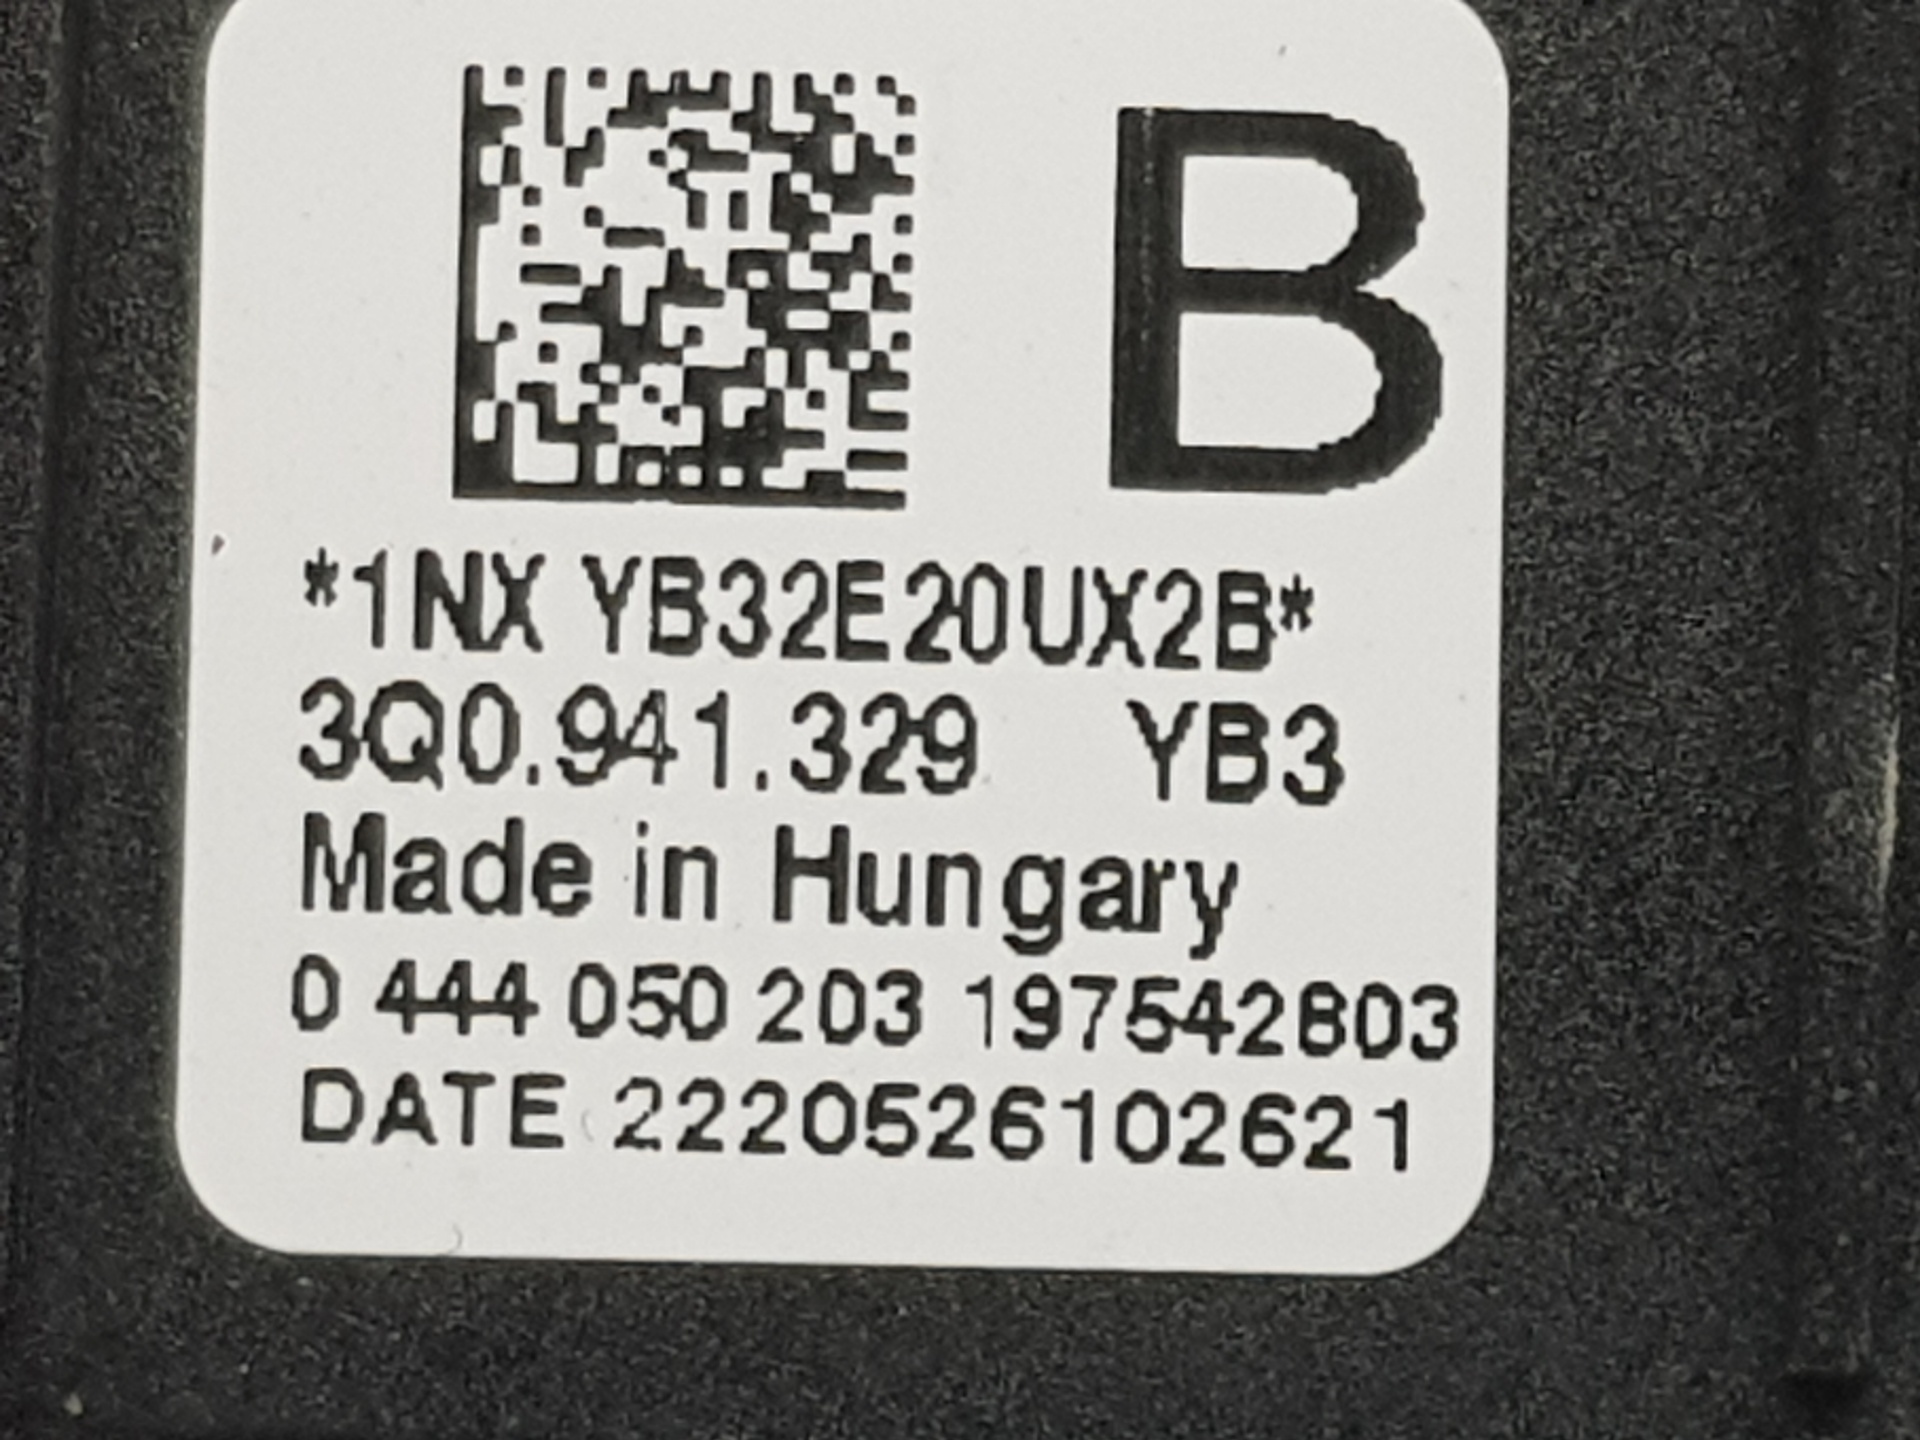 B
*1NX YB32E20UX2B*
3Q0.941.329 YB3
Made in Hungary
0 444 050 203 197542803
DATE 2220526102621